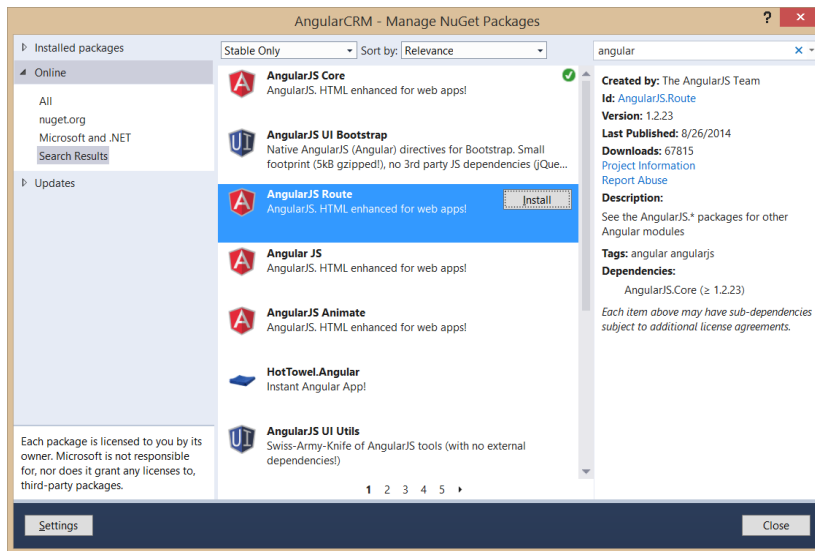 AngularCRM - Manage NuGet Packages
?
Installed packages
Online
All
nuget.org
Microsoft and .NET
Search Results
Updates
Each package is licensed to you by its
owner. Microsoft is not responsible
for, nor does it grant any licenses to,
third-party packages.
Stable Only
Sort by: Relevance
AngularJS Core
AngularJS. HTML enhanced for web apps!
AngularJS UI Bootstrap
Native AngularJS (Angular) directives for Bootstrap. Small
footprint (5kB gzipped!), no 3rd party JS dependencies (jQue...
AngularJS Route
AngularJS. HTML enhanced for web apps!
Install
Angular JS
AngularJS. HTML enhanced for web apps!
AngularJS Animate
AngularJS. HTML enhanced for web apps!
HotTowel.Angular
Instant Angular App!
AngularJS UI Utils
Swiss-Army-Knife of AngularJS tools (with no external
dependencies!)
1 2 3 4 5
angular
Created by: The AngularJS Team
Id: AngularJS.Route
Version: 1.2.23
Last Published: 8/26/2014
Downloads: 67815
Project Information
Report Abuse
Description:
See the AngularJS.* packages for other
Angular modules
Tags: angular angularjs
Dependencies:
AngularJS.Core (≥ 1.2.23)
Each item above may have sub-dependencies
subject to additional license agreements.
Settings
Close